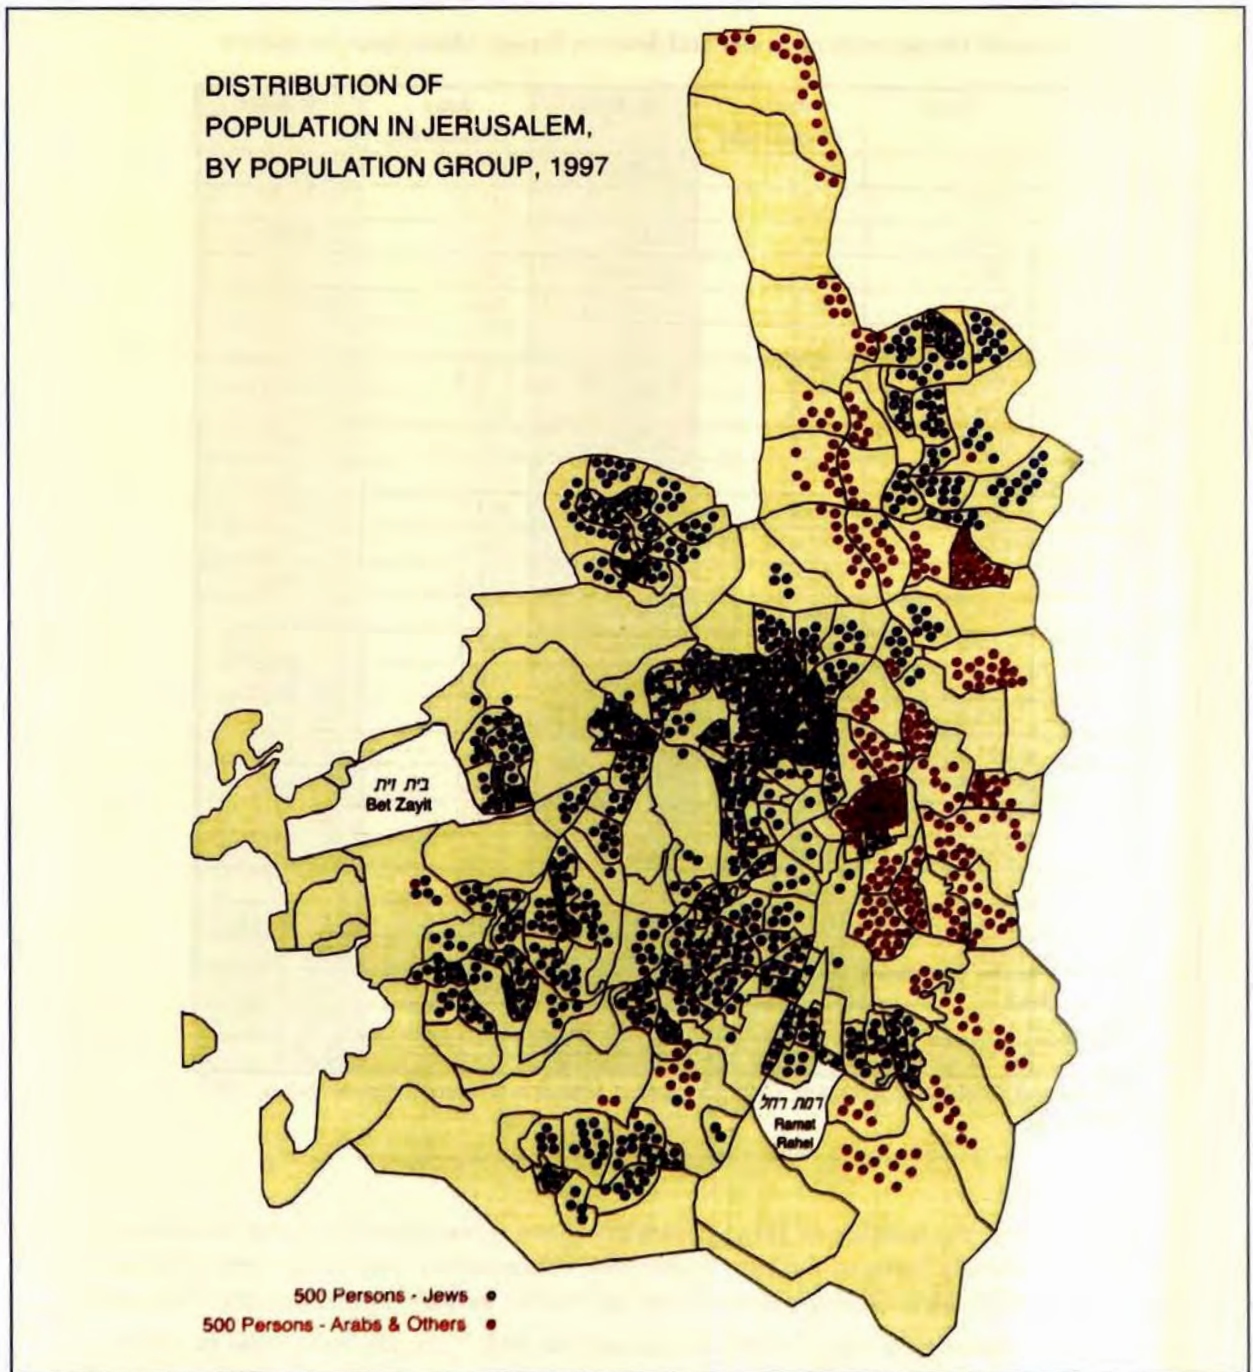 DISTRIBUTION OF
POPULATION IN JERUSALEM,
BY POPULATION GROUP, 1997
בית זית
Bet Zayit
רמת רחל
Ramat
Rahel
500 Persons - Jews
500 Persons - Arabs & Others